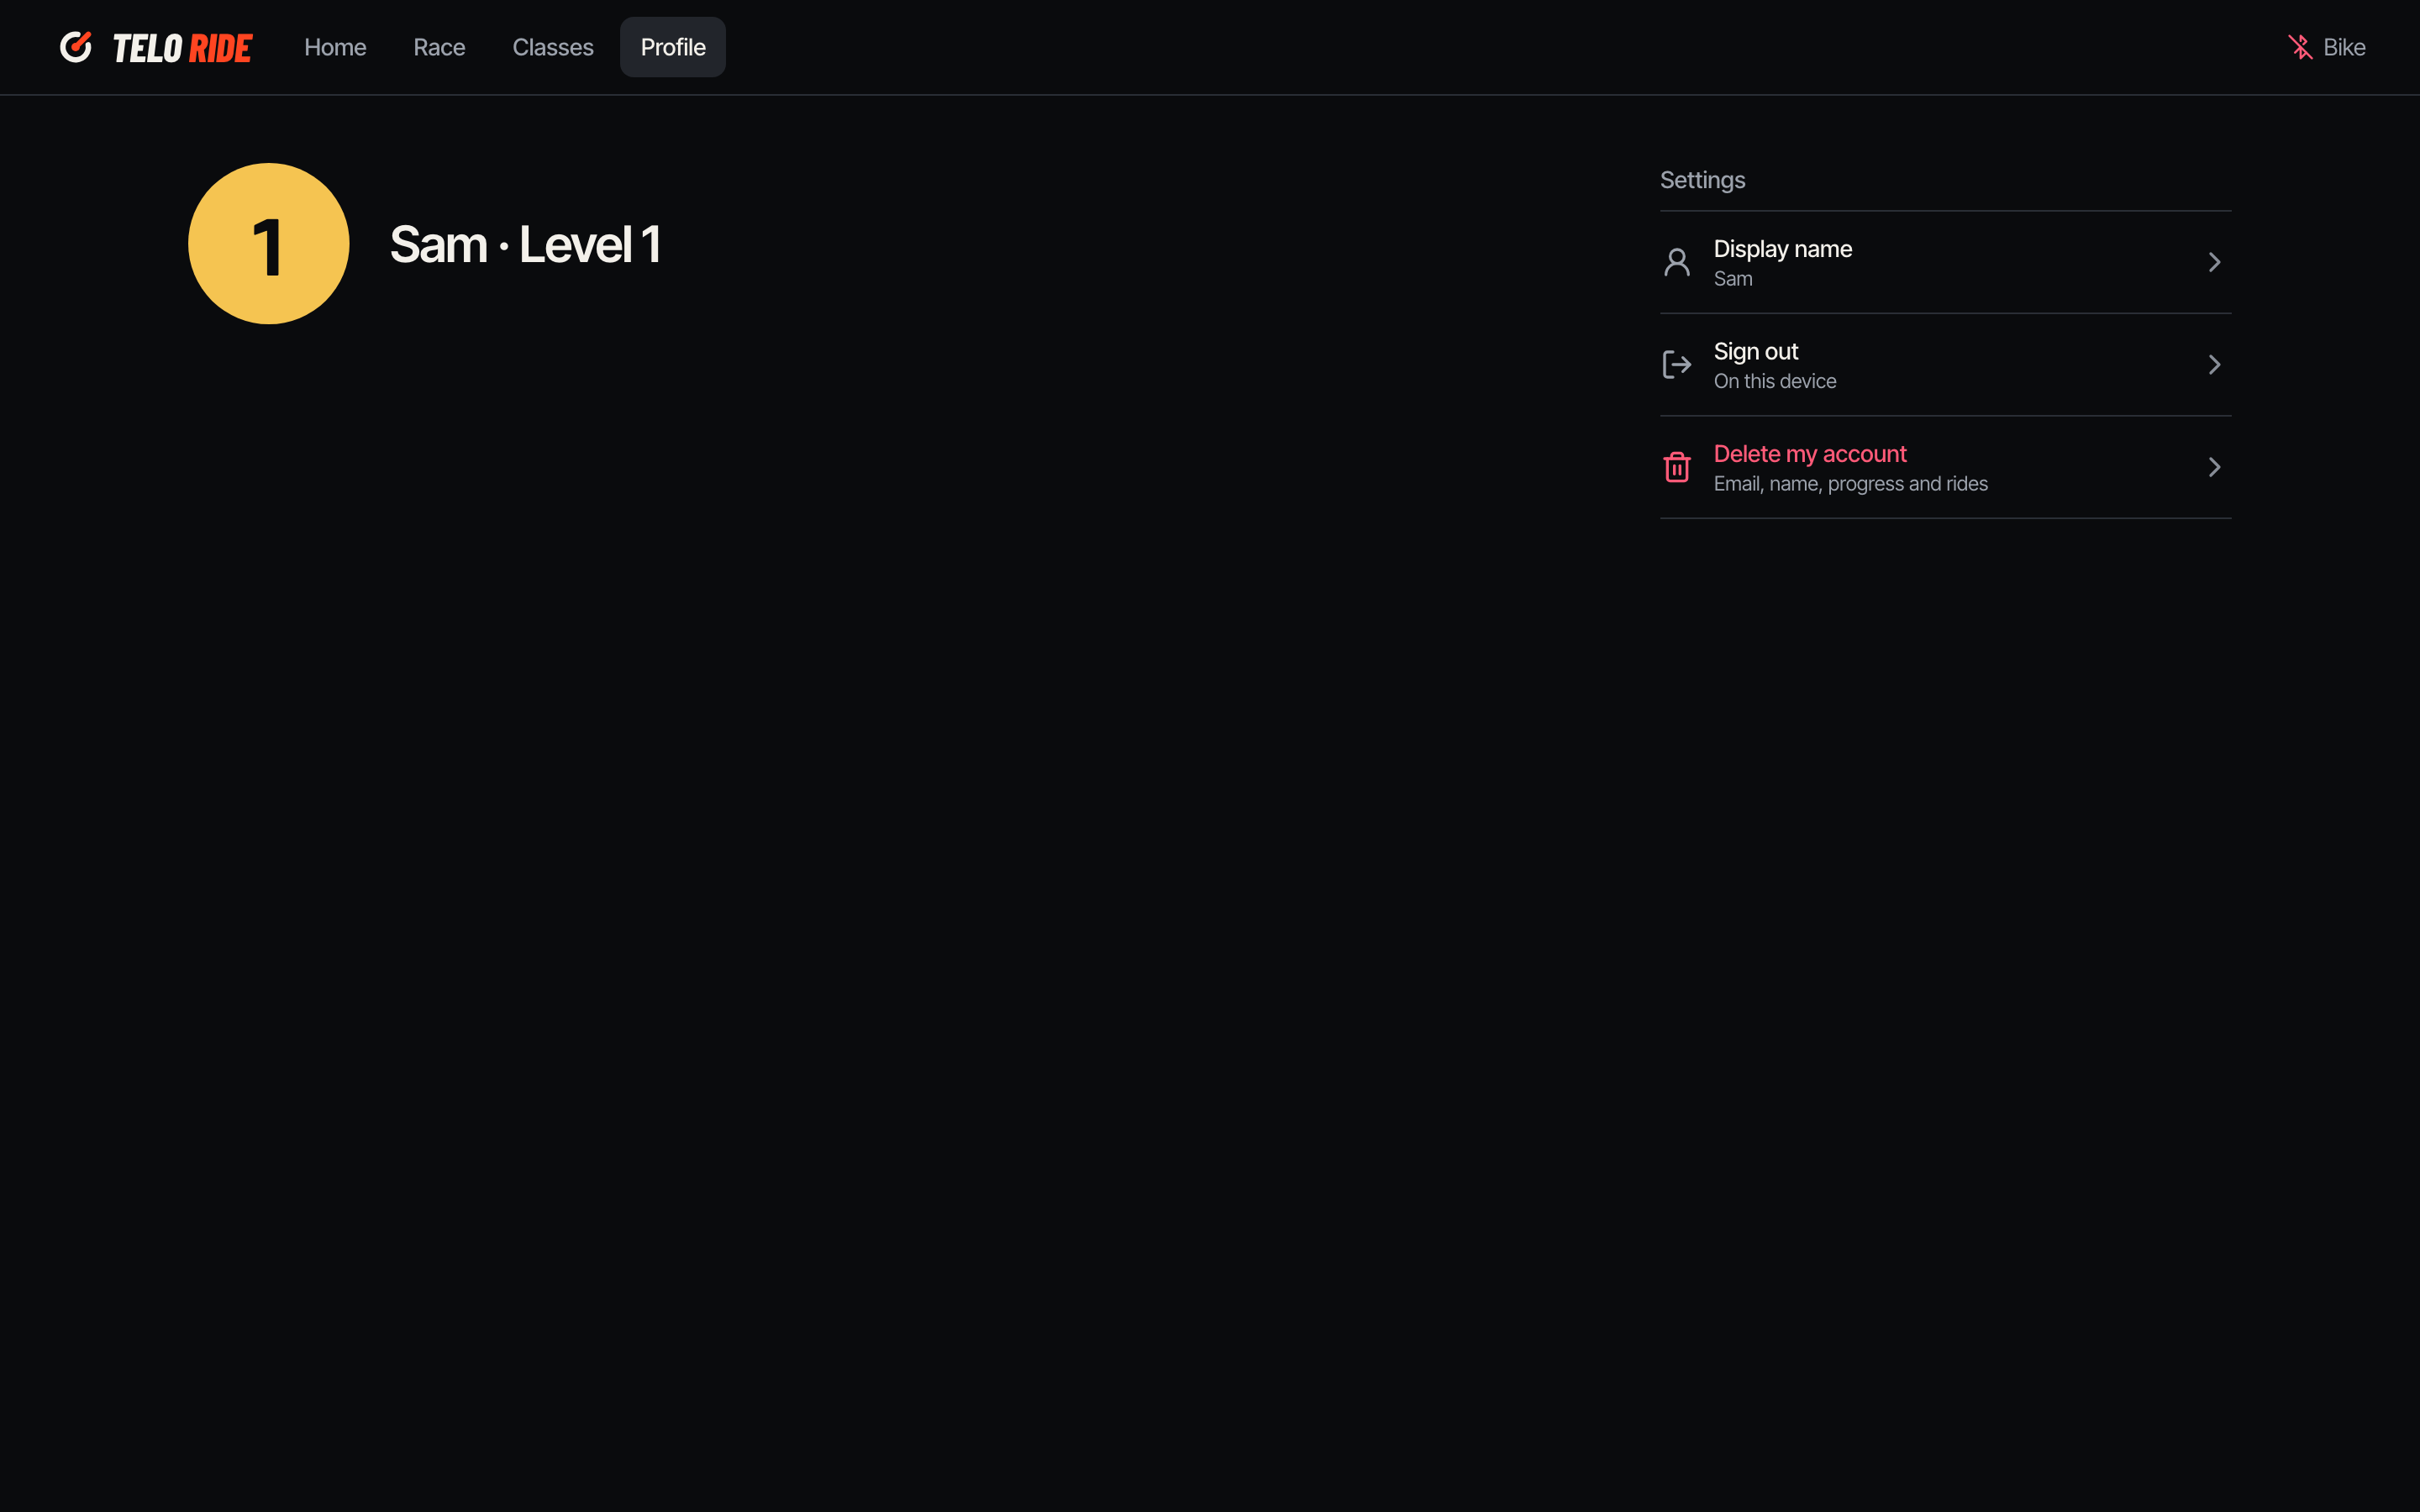 TELO RIDE
Home
Race
Classes
Profile
Bike
1
Sam · Level 1
Settings
Display name
Sam
Sign out
On this device
Delete my account
Email, name, progress and rides